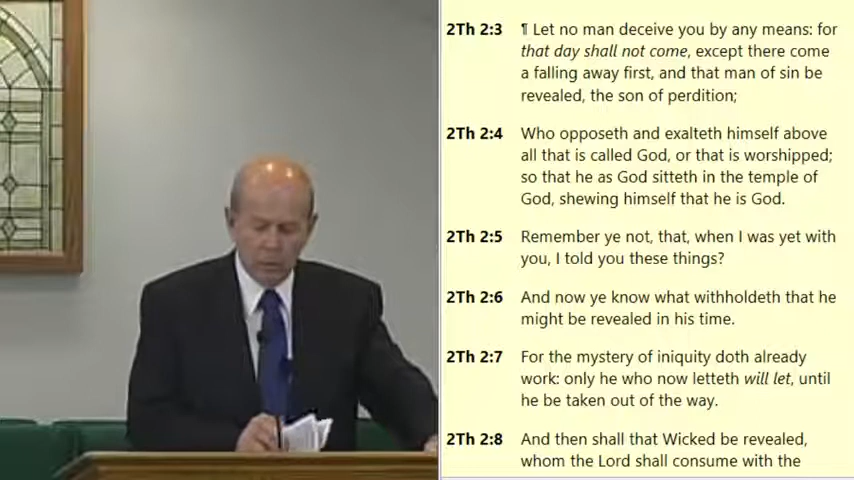 2Th 2:3 ¶ Let no man deceive you by any means: for
that day shall not come, except there come
a falling away first, and that man of sin be
revealed, the son of perdition;
2Th 2:4 Who opposeth and exalteth himself above
all that is called God, or that is worshipped;
so that he as God sitteth in the temple of
God, shewing himself that he is God.
2Th 2:5 Remember ye not, that, when I was yet with
you, I told you these things?
2Th 2:6 And now ye know what withholdeth that he
might be revealed in his time.
2Th 2:7 For the mystery of iniquity doth already
work: only he who now letteth will let, until
he be taken out of the way.
2Th 2:8 And then shall that Wicked be revealed,
whom the Lord shall consume with the